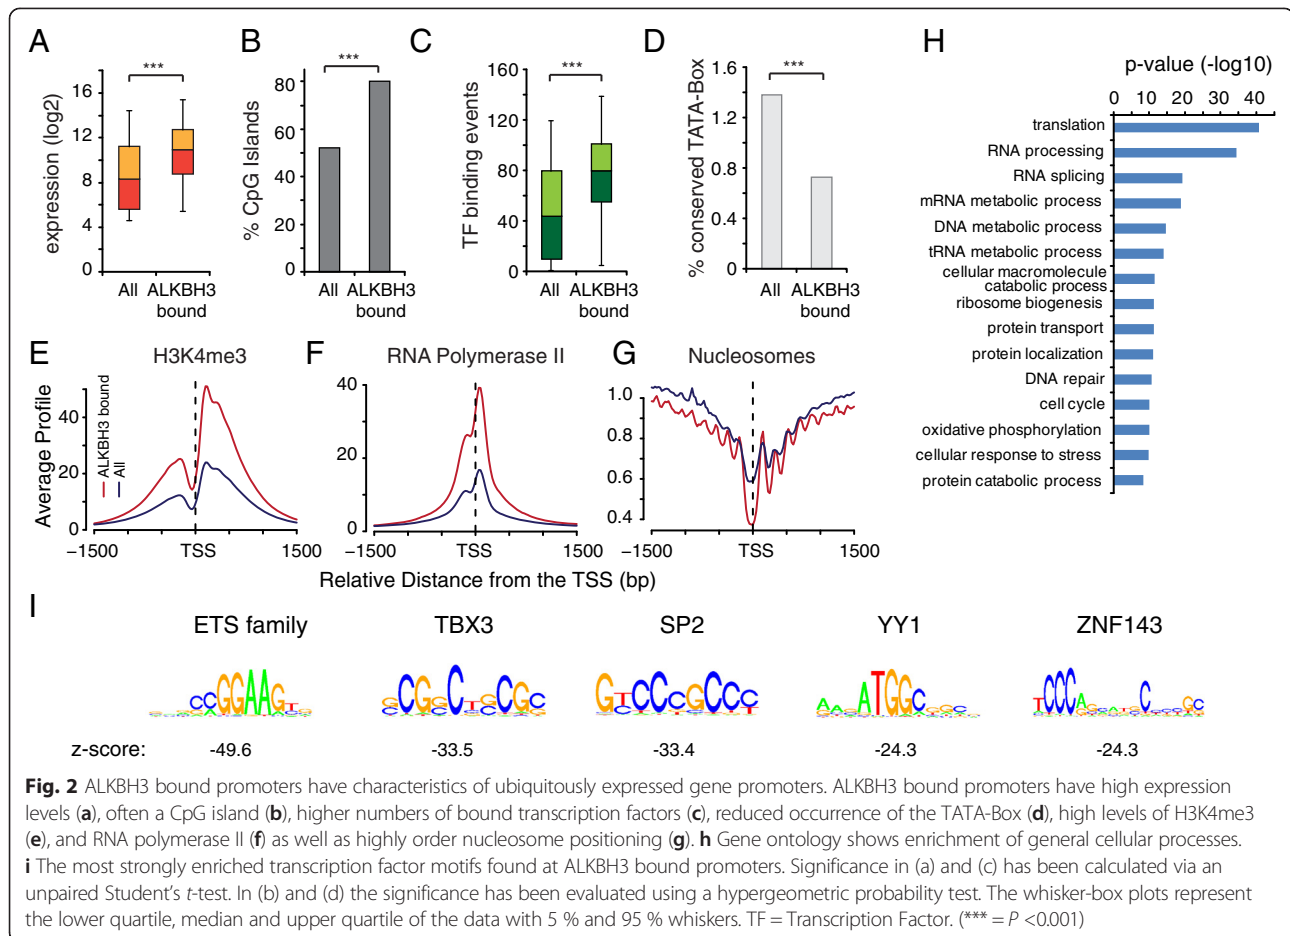 A
***
expression (log2)
16
12
8
4
0
All
ALKBH3
bound
B
***
% CpG Islands
80
60
40
20
0
All
ALKBH3
bound
C
***
TF binding events
160
120
80
40
0
All
ALKBH3
bound
D
***
% conserved TATA-Box
1.6
1.2
0.8
0.4
0
All
ALKBH3
bound
H
p-value (-log10)
0 10 20 30 40
translation
RNA processing
RNA splicing
mRNA metabolic process
DNA metabolic process
tRNA metabolic process
cellular macromolecule
catabolic process
ribosome biogenesis
protein transport
protein localization
DNA repair
cell cycle
oxidative phosphorylation
cellular response to stress
protein catabolic process
E
H3K4me3
Average Profile
ALKBH3 bound
All
40
20
0
−1500 TSS 1500
F
RNA Polymerase II
40
20
0
−1500 TSS 1500
G
Nucleosomes
1.0
0.8
0.6
0.4
−1500 TSS 1500
Relative Distance from the TSS (bp)
I
ETS family TBX3 SP2 YY1 ZNF143
z-score: -49.6 -33.5 -33.4 -24.3 -24.3
Fig. 2 ALKBH3 bound promoters have characteristics of ubiquitously expressed gene promoters. ALKBH3 bound promoters have high expression
levels (a), often a CpG island (b), higher numbers of bound transcription factors (c), reduced occurrence of the TATA-Box (d), high levels of H3K4me3
(e), and RNA polymerase II (f) as well as highly order nucleosome positioning (g). h Gene ontology shows enrichment of general cellular processes.
i The most strongly enriched transcription factor motifs found at ALKBH3 bound promoters. Significance in (a) and (c) has been calculated via an
unpaired Student's t-test. In (b) and (d) the significance has been evaluated using a hypergeometric probability test. The whisker-box plots represent
the lower quartile, median and upper quartile of the data with 5 % and 95 % whiskers. TF = Transcription Factor. (*** = P <0.001)